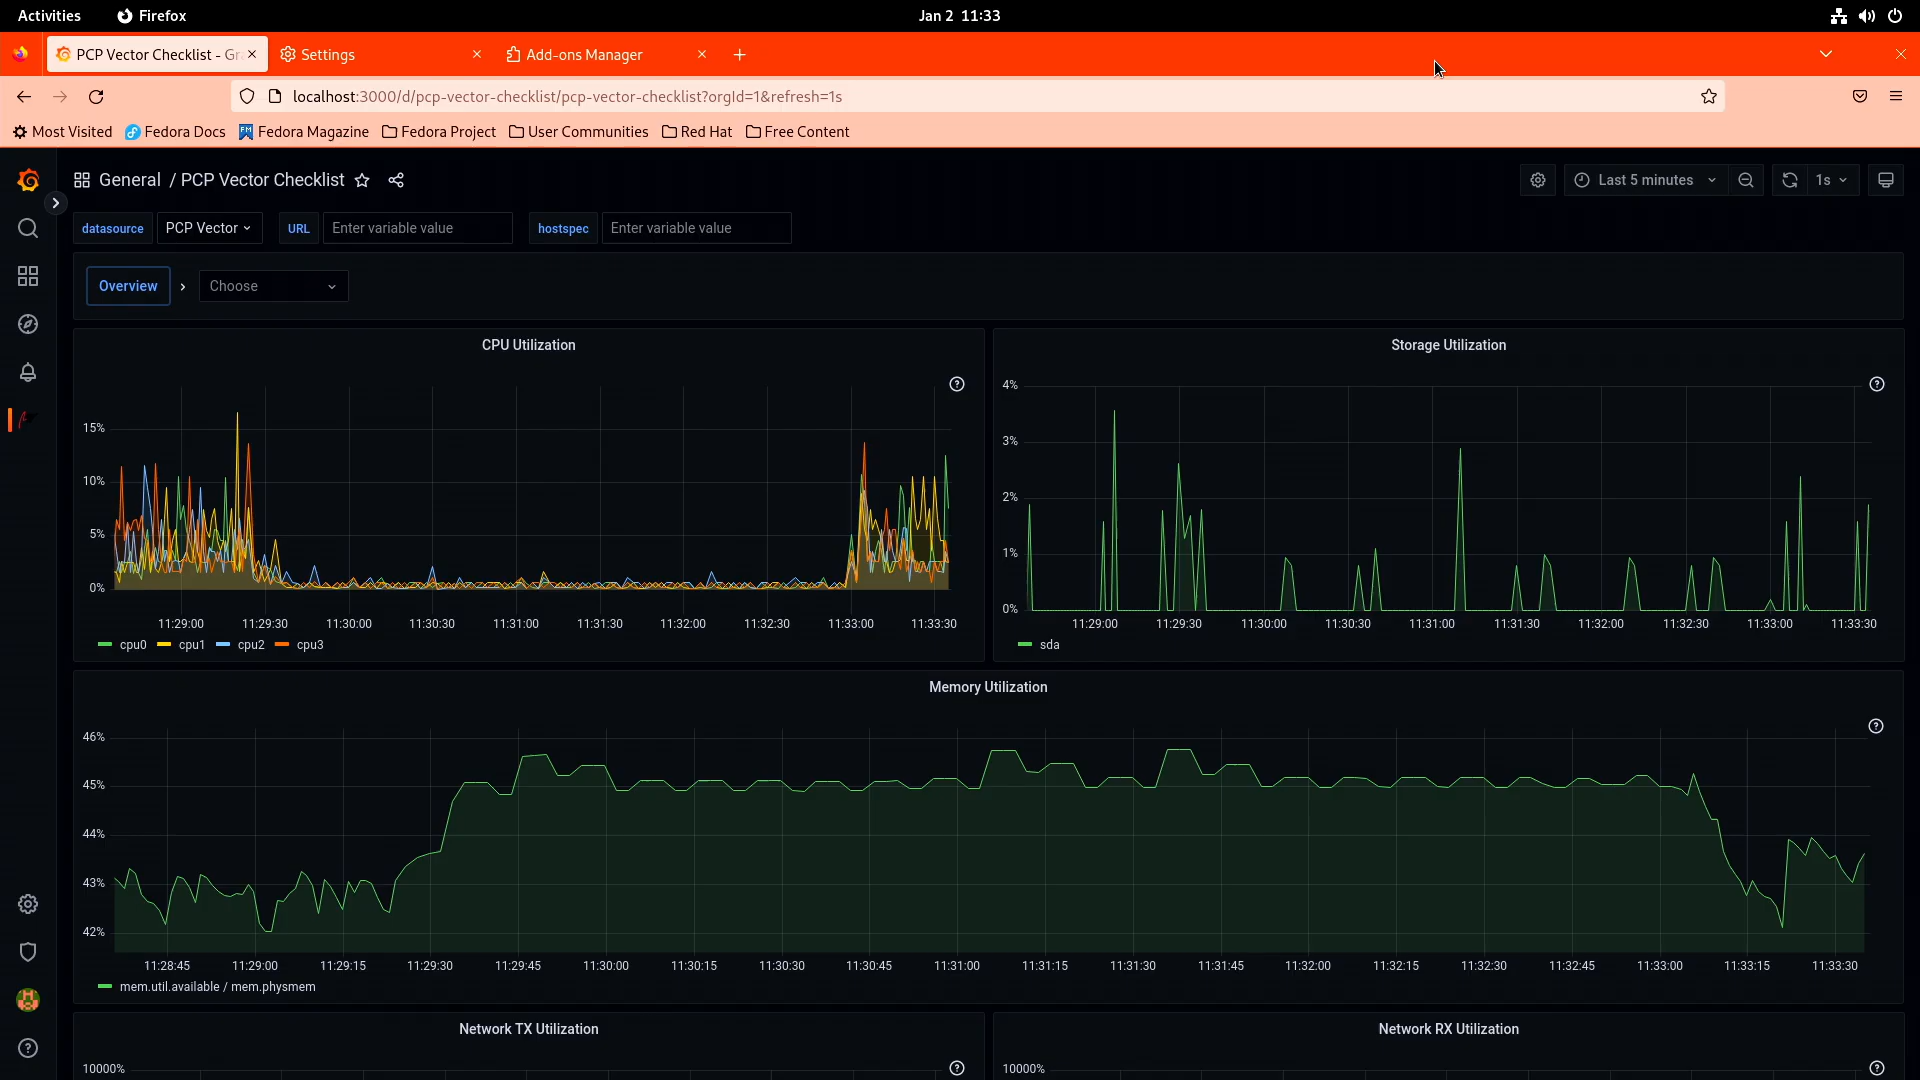 Activities Firefox Jan 2 11:33
PCP Vector Checklist - Gr Settings Add-ons Manager
localhost:3000/d/pcp-vector-checklist/pcp-vector-checklist?orgId=1&refresh=1s
Most Visited Fedora Docs Fedora Magazine Fedora Project User Communities Red Hat Free Content
General / PCP Vector Checklist Last 5 minutes 1s
datasource PCP Vector URL Enter variable value hostspec Enter variable value
Overview Choose
CPU Utilization
15%
10%
5%
0%
11:29:00 11:29:30 11:30:00 11:30:30 11:31:00 11:31:30 11:32:00 11:32:30 11:33:00 11:33:30
cpu0 cpu1 cpu2 cpu3
Storage Utilization
4%
3%
2%
1%
0%
11:29:00 11:29:30 11:30:00 11:30:30 11:31:00 11:31:30 11:32:00 11:32:30 11:33:00 11:33:30
sda
Memory Utilization
46%
45%
44%
43%
42%
11:28:45 11:29:00 11:29:15 11:29:30 11:29:45 11:30:00 11:30:15 11:30:30 11:30:45 11:31:00 11:31:15 11:31:30 11:31:45 11:32:00 11:32:15 11:32:30 11:32:45 11:33:00 11:33:15 11:33:30
mem.util.available / mem.physmem
Network TX Utilization
10000%
Network RX Utilization
10000%